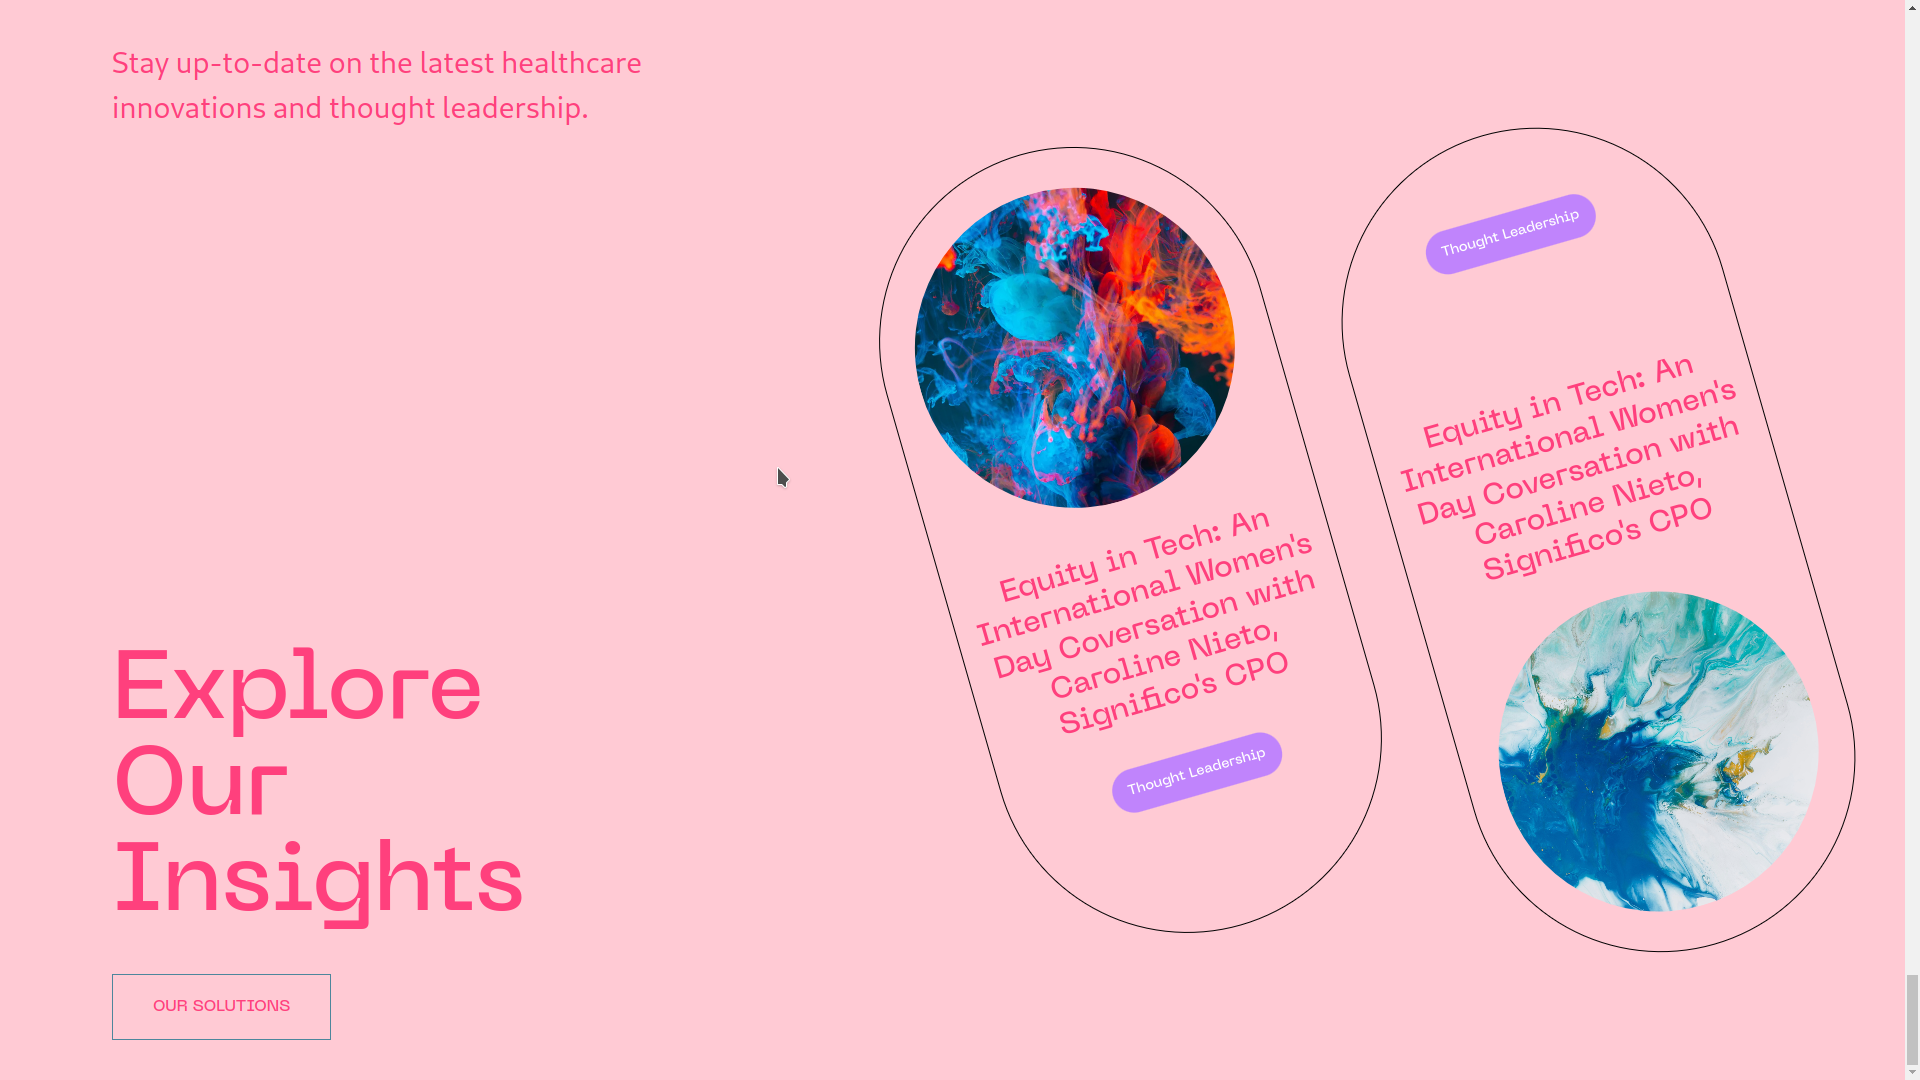 Stay up-to-date on the latest healthcare
innovations and thought leadership.
Explore
Our
Insights
OUR SOLUTIONS
Equity in Tech: An
International Women's
Day Coversation with
Caroline Nieto,
Significo's CPO
Thought Leadership
Thought Leadership
Equity in Tech: An
International Women's
Day Coversation with
Caroline Nieto,
Significo's CPO